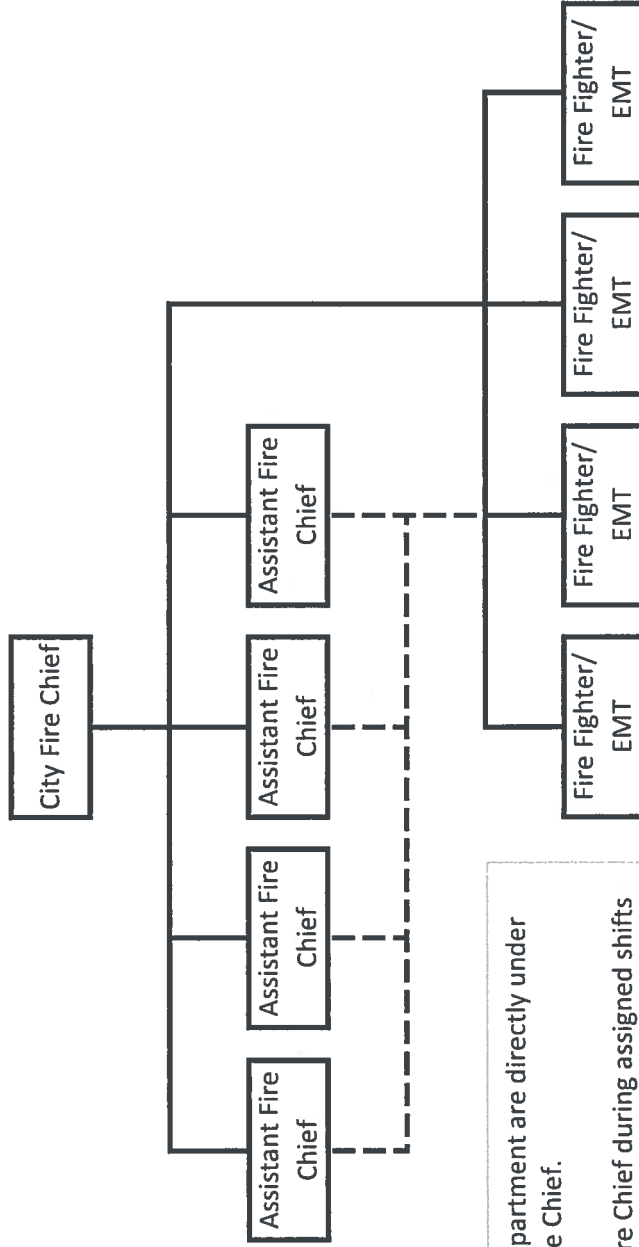 City Fire Chief
Assistant Fire
Chief
Assistant Fire
Chief
Assistant Fire
Chief
Assistant Fire
Chief
Fire Fighter/
EMT
Fire Fighter/
EMT
Fire Fighter/
EMT
Fire Fighter/
EMT
partment are directly under
e Chief.
re Chief during assigned shifts